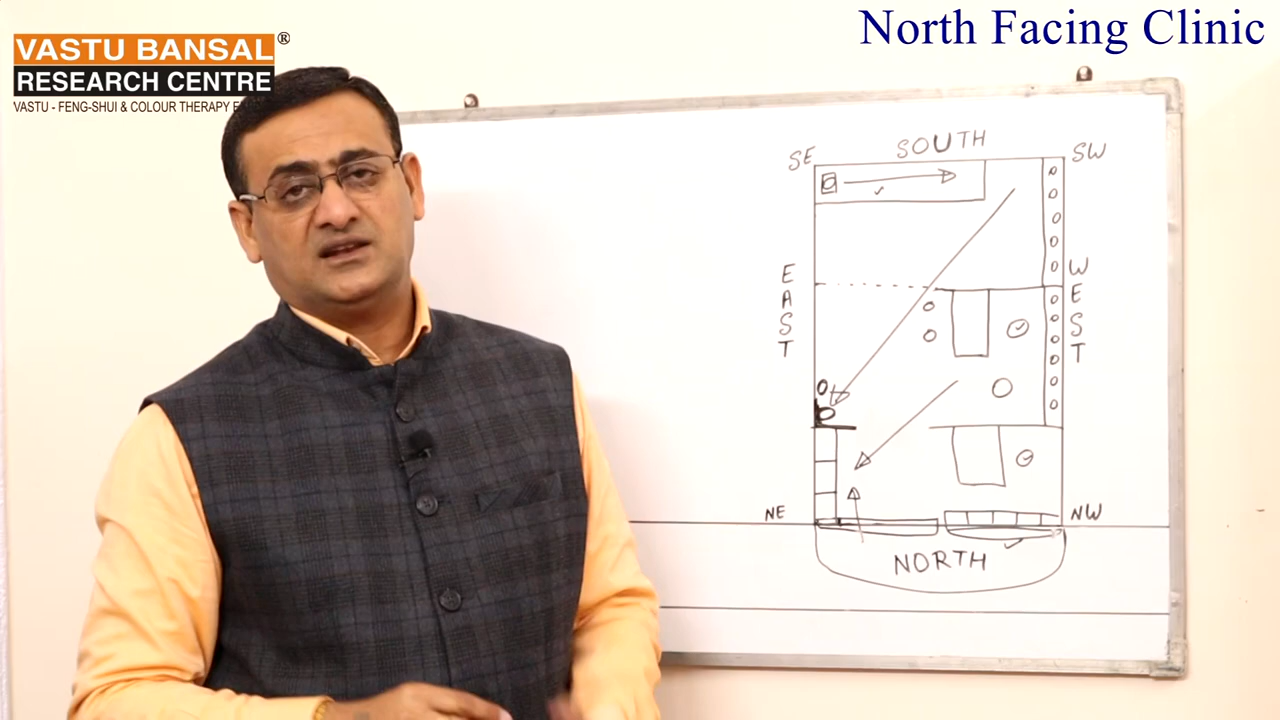 North Facing Clinic
VASTU BANSAL®
RESEARCH CENTRE
VASTU - FENG-SHUI & COLOUR THERAPY
SE
SOUTH
SW
EAST
WEST
NE
NORTH
NW